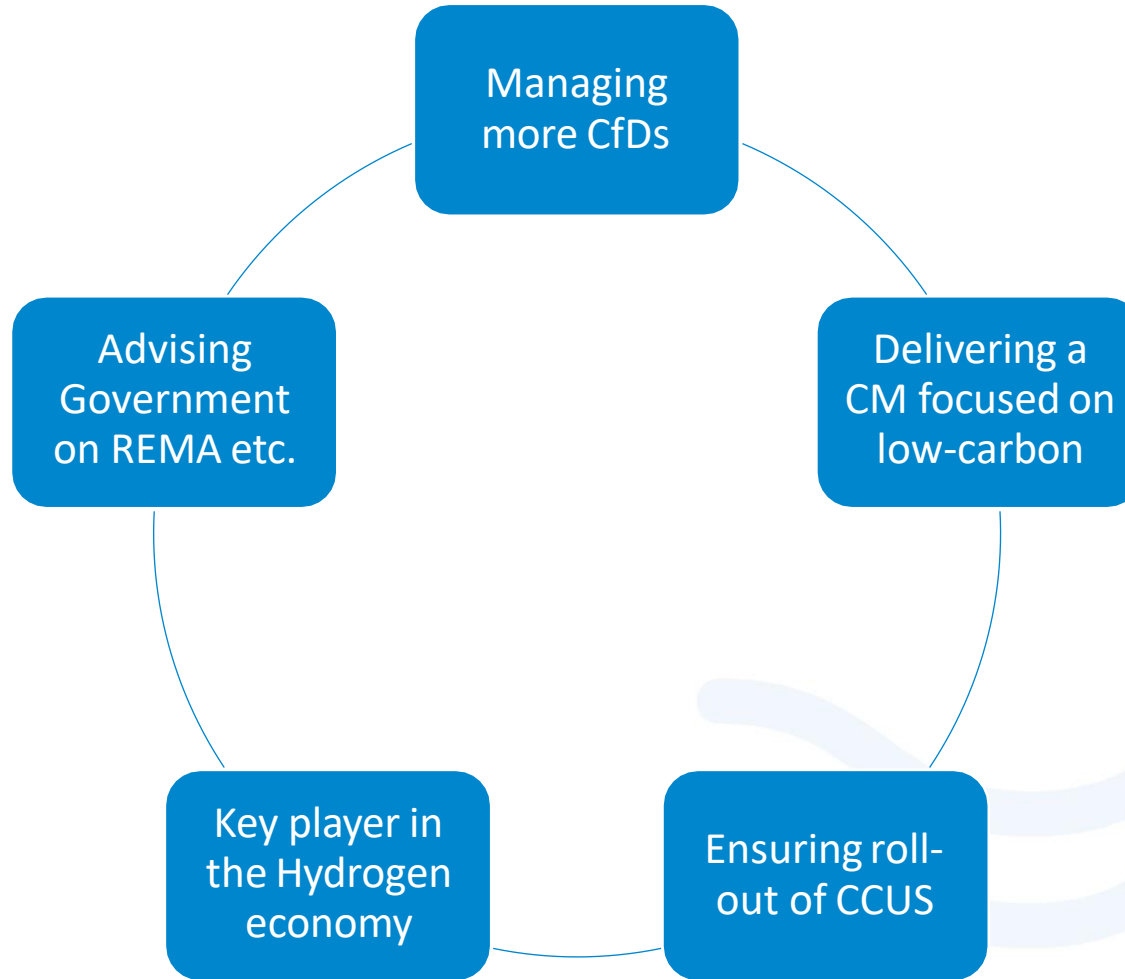 Managing
more CfDs
Delivering a
CM focused on
low-carbon
Ensuring roll-
out of CCUS
Key player in
the Hydrogen
economy
Advising
Government
on REMA etc.